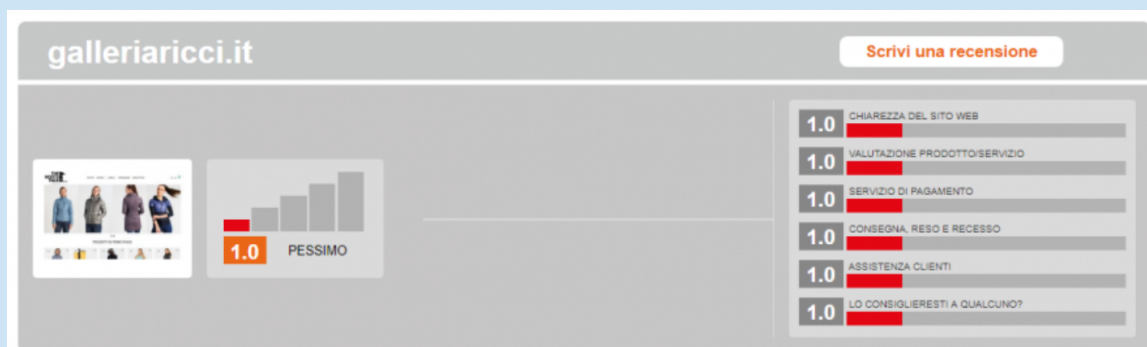 galleriaricci.it
Scrivi una recensione
1.0 PESSIMO
1.0 CHIAREZZA DEL SITO WEB
1.0 VALUTAZIONE PRODOTTO/SERVIZIO
1.0 SERVIZIO DI PAGAMENTO
1.0 CONSEGNA, RESO E RECESSO
1.0 ASSISTENZA CLIENTI
1.0 LO CONSIGLIERESTI A QUALCUNO?